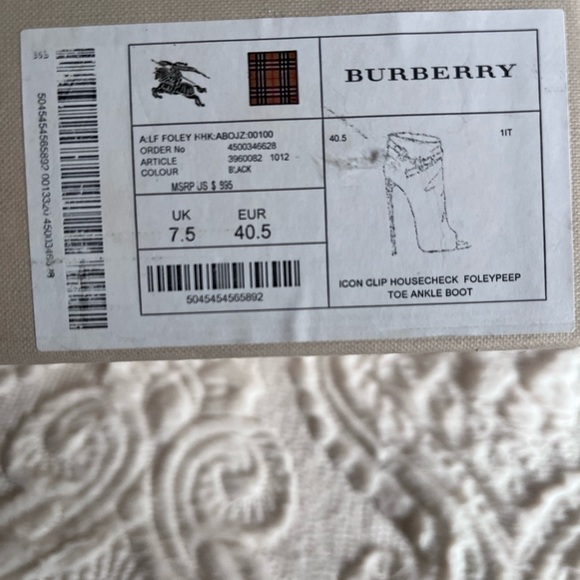 BURBERRY
A:LF FOLEY HHK:ABOJZ:00100
ORDER No 4500346628
ARTICLE 3960082 1012
COLOUR BLACK
MSRP US $ 995
UK EUR
7.5 40.5
5045454565892
40.5 1IT
ICON CLIP HOUSECHECK FOLEYPEEP
TOE ANKLE BOOT